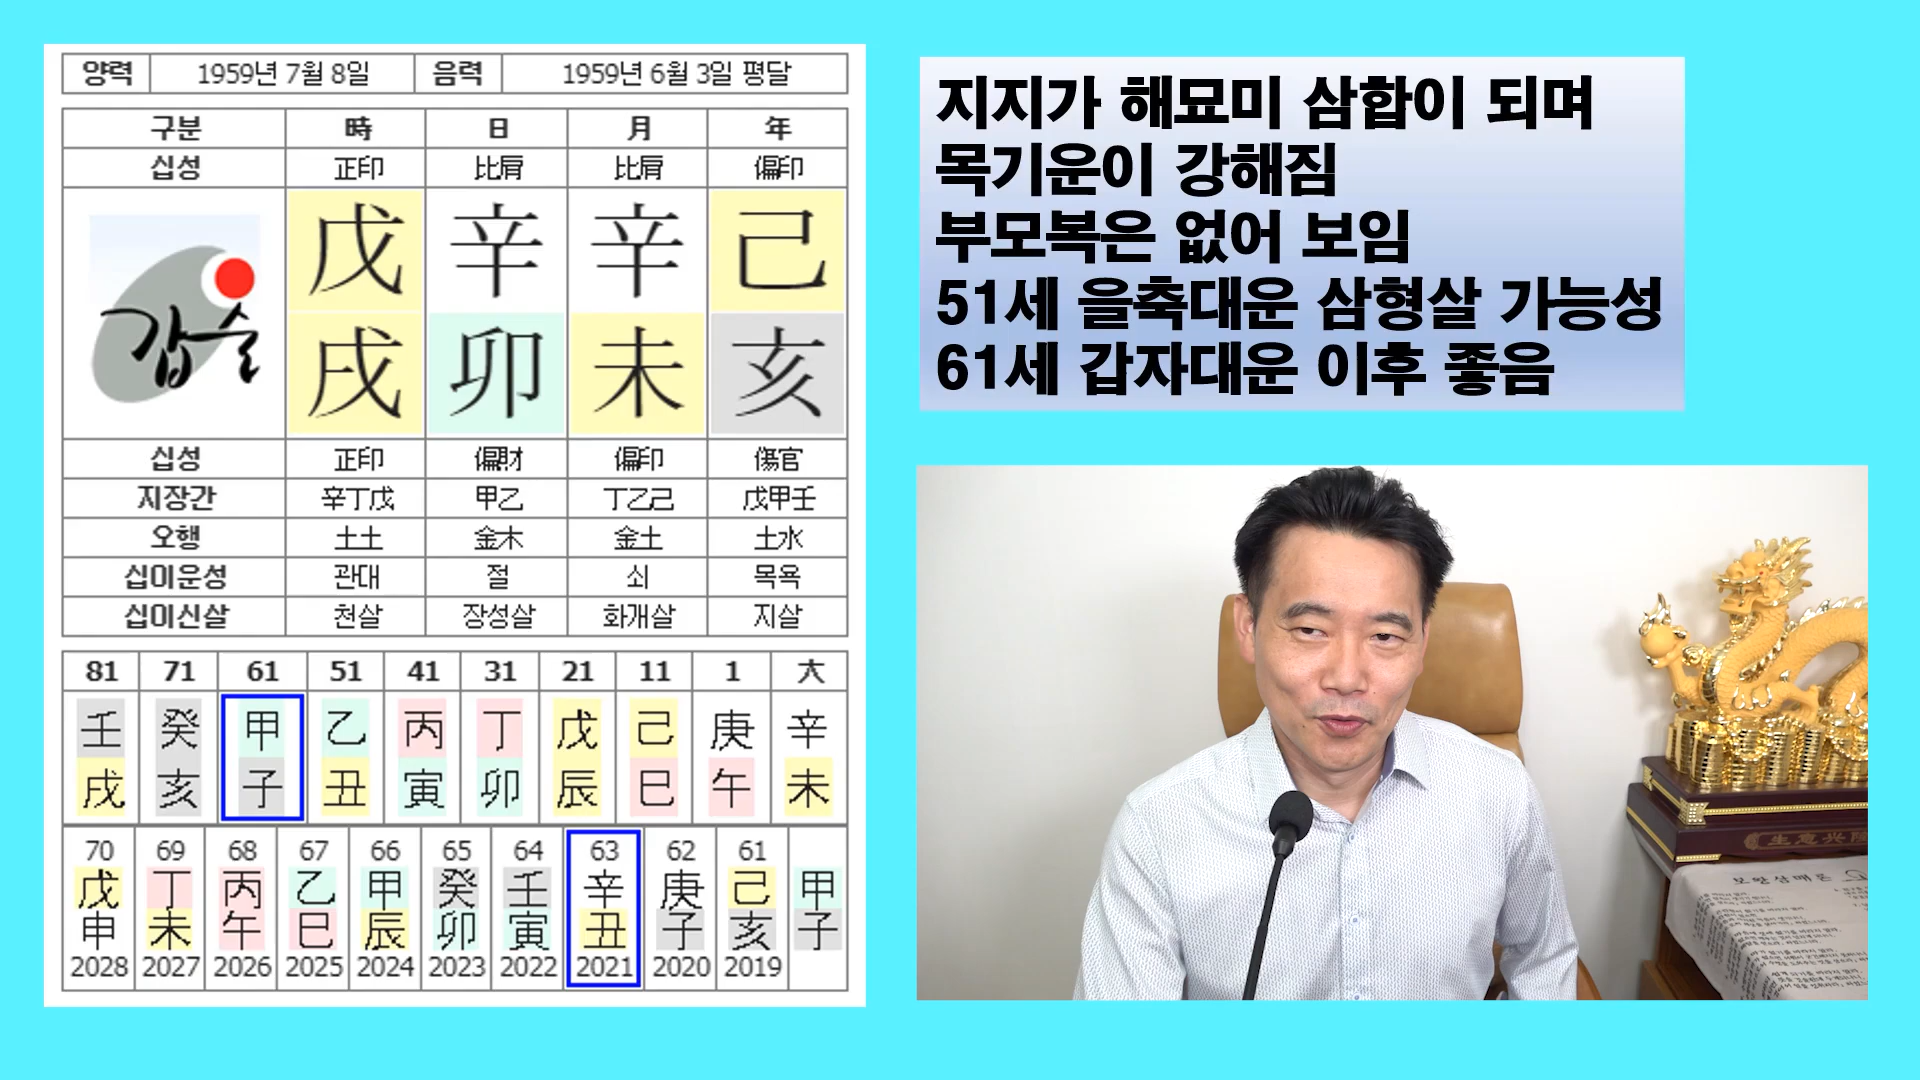 양력 1959년 7월 8일 음력 1959년 6월 3일 평달
구분 時 日 月 年
십성 正印 比肩 比肩 偏印
戊 辛 辛 己
갑술
戌 卯 未 亥
십성 正印 偏財 偏印 傷官
지장간 辛丁戊 甲乙 丁乙己 戊甲壬
오행 土土 金木 金土 土水
십이운성 관대 절 쇠 목욕
십이신살 천살 장성살 화개살 지살
81 71 61 51 41 31 21 11 1 大
壬 癸 甲 乙 丙 丁 戊 己 庚 辛
戌 亥 子 丑 寅 卯 辰 巳 午 未
70 69 68 67 66 65 64 63 62 61
戊 丁 丙 乙 甲 癸 壬 辛 庚 己 甲
申 未 午 巳 辰 卯 寅 丑 子 亥 子
2028 2027 2026 2025 2024 2023 2022 2021 2020 2019
지지가 해묘미 삼합이 되며
목기운이 강해짐
부모복은 없어 보임
51세 을축대운 삼형살 가능성
61세 갑자대운 이후 좋음
生意兴隆
보왕삼매론